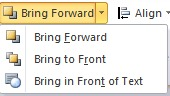 Bring Forward Align
Bring Forward
Bring to Front
Bring in Front of Text